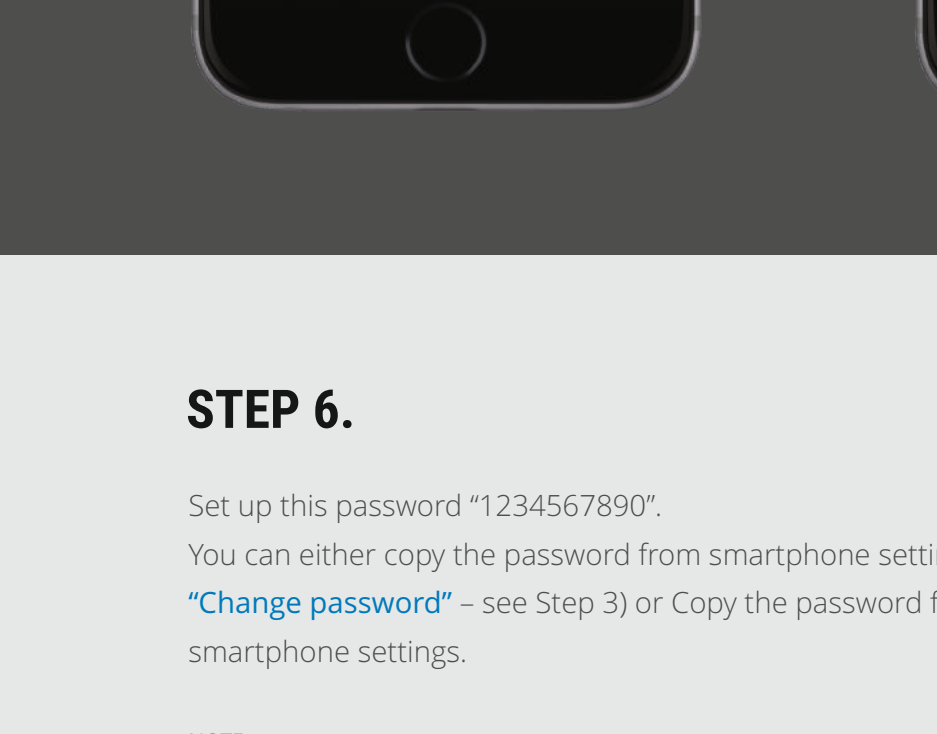 STEP 6.
Set up this password “1234567890”.
You can either copy the password from smartphone
“Change password” – see Step 3) or Copy the password
smartphone settings.